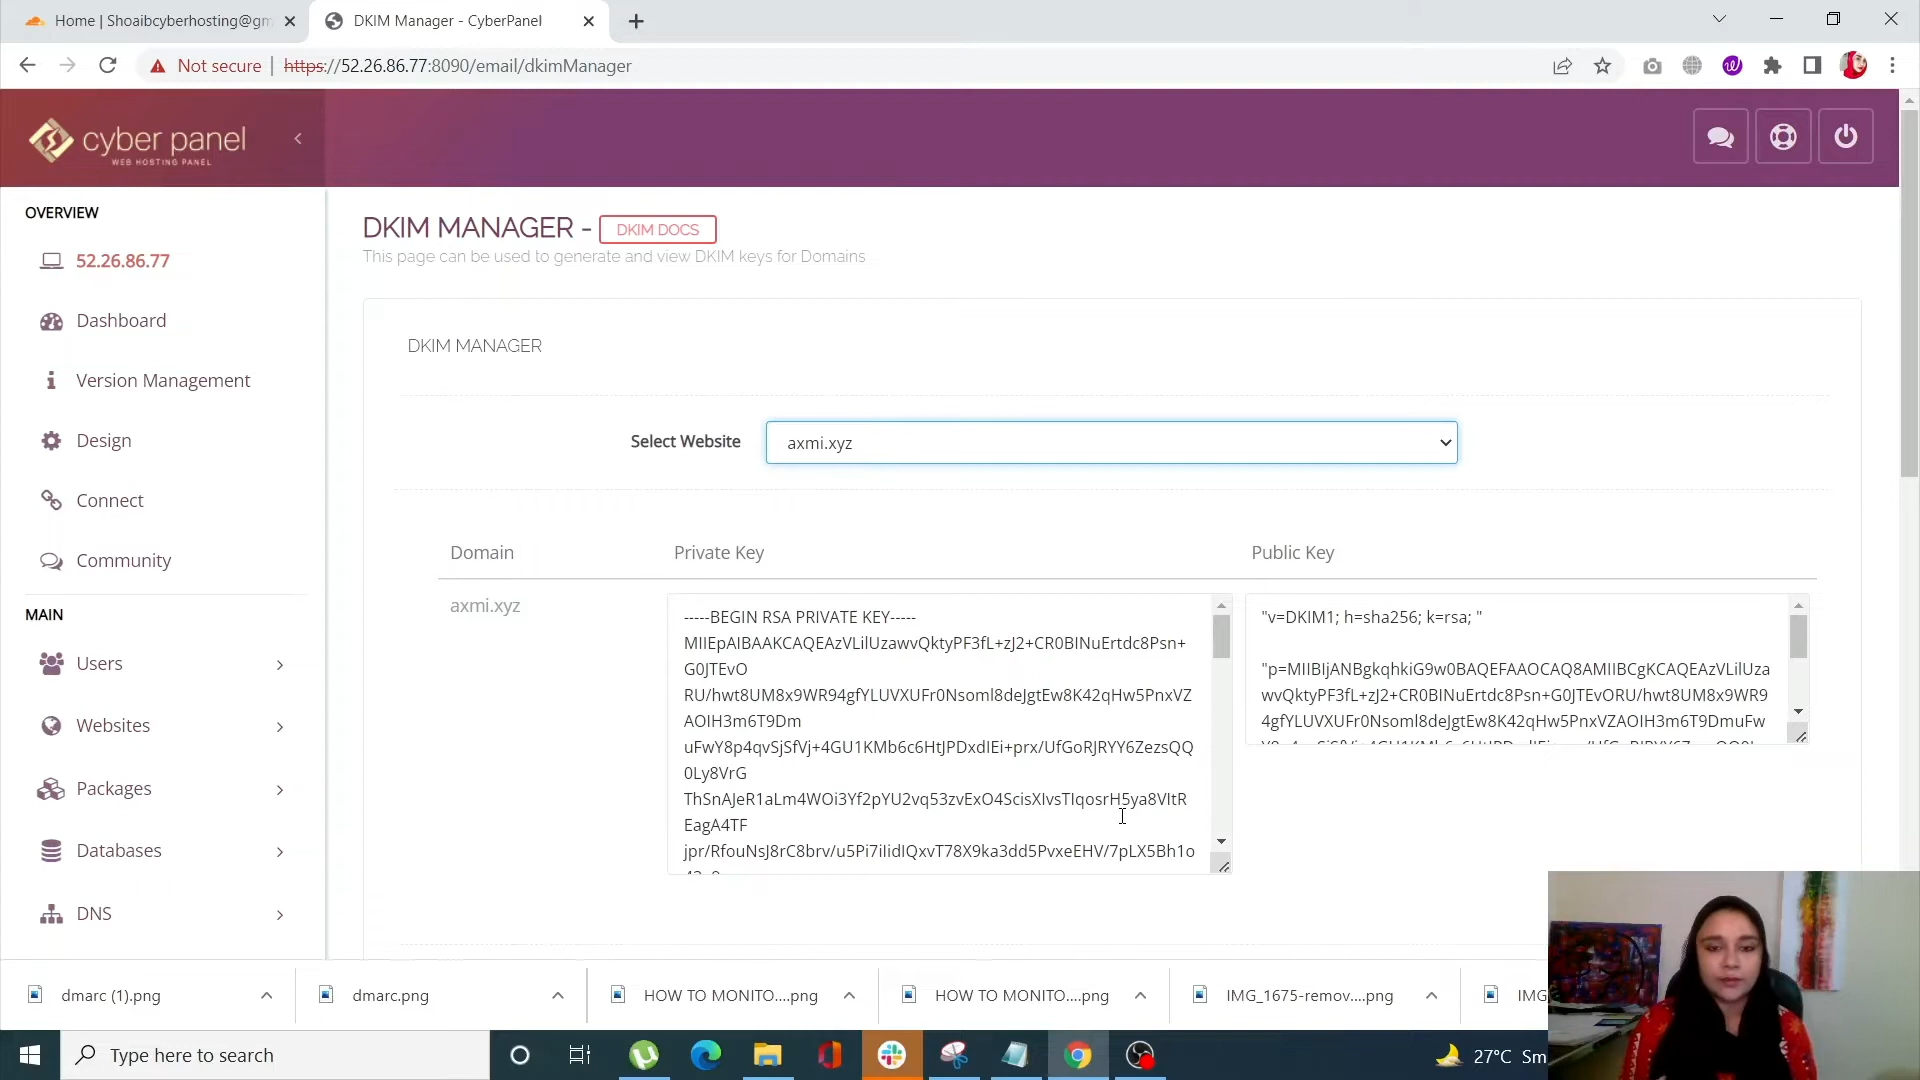 Home | Shoaibcyberhosting@gm
DKIM Manager - CyberPanel
Not secure | https://52.26.86.77:8090/email/dkimManager
cyber panel
WEB HOSTING PANEL
OVERVIEW
52.26.86.77
Dashboard
Version Management
Design
Connect
Community
MAIN
Users
Websites
Packages
Databases
DNS
DKIM MANAGER - DKIM DOCS
This page can be used to generate and view DKIM keys for Domains
DKIM MANAGER
Select Website
axmi.xyz
Domain Private Key Public Key
axmi.xyz
-----BEGIN RSA PRIVATE KEY-----
MIIEpAIBAAKCAQEAzVLilUzawvQktyPF3fL+zJ2+CR0BINuErtdc8Psn+
G0JTEvO
RU/hwt8UM8x9WR94gfYLUVXUFr0Nsoml8deJgtEw8K42qHw5PnxVZ
AOIH3m6T9Dm
uFwY8p4qvSjSfVj+4GU1KMb6c6HtJPDxdIEi+prx/UfGoRJRYY6ZezsQQ
0Ly8VrG
ThSnAJeR1aLm4WOi3Yf2pYU2vq53zvExO4ScisXIvsTIqosrH5ya8VItR
EagA4TF
jpr/RfouNsJ8rC8brv/u5Pi7iIidIQxvT78X9ka3dd5PvxeEHV/7pLX5Bh1o
"v=DKIM1; h=sha256; k=rsa; "
"p=MIIBIjANBgkqhkiG9w0BAQEFAAOCAQ8AMIIBCgKCAQEAzVLilUza
wvQktyPF3fL+zJ2+CR0BINuErtdc8Psn+G0JTEvORU/hwt8UM8x9WR9
4gfYLUVXUFr0Nsoml8deJgtEw8K42qHw5PnxVZAOIH3m6T9DmuFw
dmarc (1).png
dmarc.png
HOW TO MONITO....png
HOW TO MONITO....png
IMG_1675-remov....png
IMG
Type here to search
27°C Sm